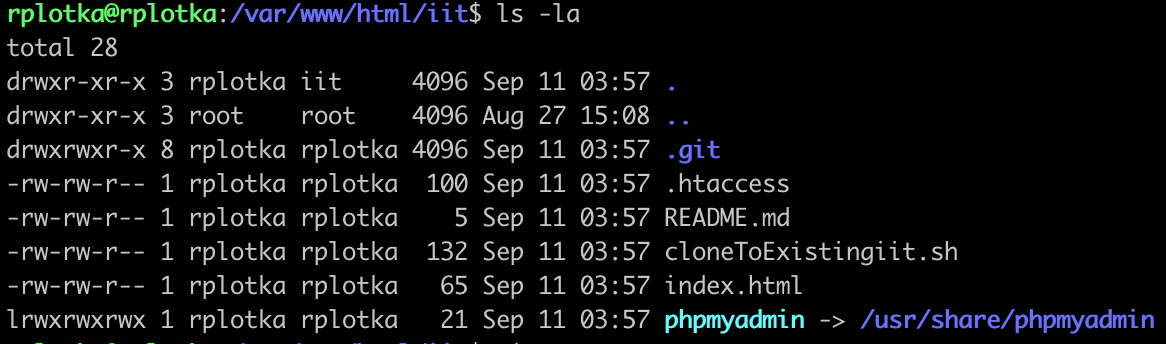 rplotka@rplotka:/var/www/html/iit$ ls -la
total 28
drwxr-xr-x 3 rplotka iit     4096 Sep 11 03:57 .
drwxr-xr-x 3 root    root    4096 Aug 27 15:08 ..
drwxrwxr-x 8 rplotka rplotka 4096 Sep 11 03:57 .git
-rw-rw-r-- 1 rplotka rplotka  100 Sep 11 03:57 .htaccess
-rw-rw-r-- 1 rplotka rplotka    5 Sep 11 03:57 README.md
-rw-rw-r-- 1 rplotka rplotka  132 Sep 11 03:57 cloneToExistingiit.sh
-rw-rw-r-- 1 rplotka rplotka   65 Sep 11 03:57 index.html
lrwxrwxrwx 1 rplotka rplotka   21 Sep 11 03:57 phpmyadmin -> /usr/share/phpmyadmin